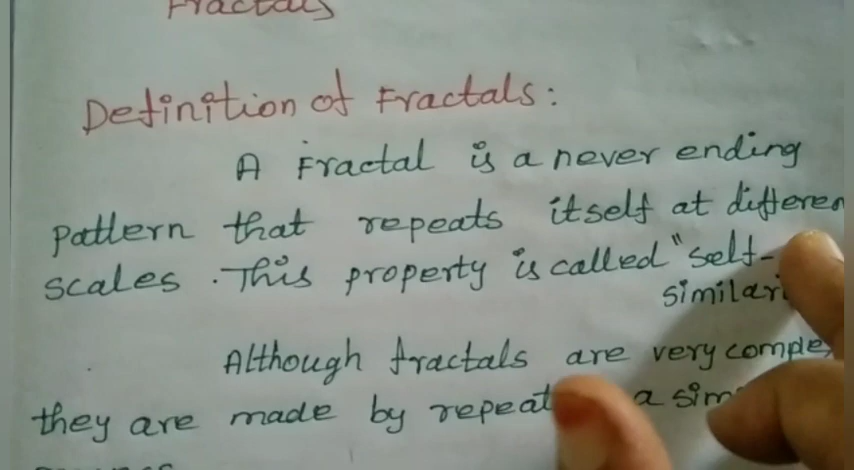 Fractals
Definition of Fractals:
A Fractal is a never ending
pattern that repeats itself at differen
scales. This property is called "self-
similari
Although fractals are very comple
they are made by repeat a sim